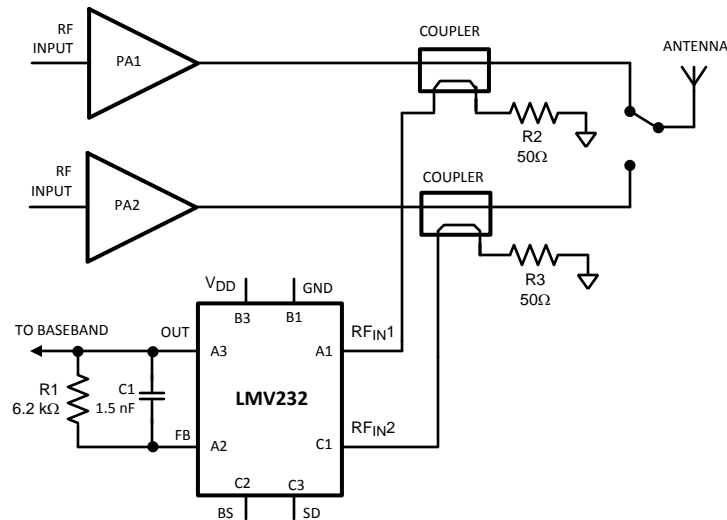 COUPLER
RF
INPUT
PA1
ANTENNA
R2
50Ω
RF
INPUT
PA2
COUPLER
R3
50Ω
VDD
GND
B3
B1
TO BASEBAND
OUT
A3
A1
RFIN1
R1
6.2 kΩ
C1
1.5 nF
LMV232
FB
A2
C1
RFIN2
C2
C3
BS
SD